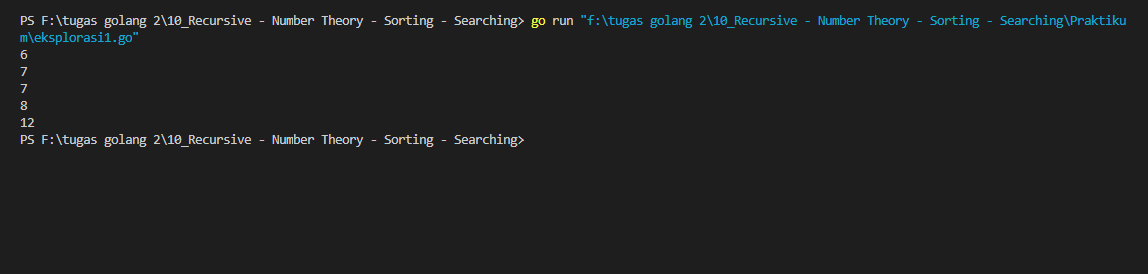 PS F:\tugas golang 2\10_Recursive - Number Theory - Sorting - Searching> go run "f:\tugas golang 2\10_Recursive - Number Theory - Sorting - Searching\Praktiku
m\eksplorasi1.go"
6
7
7
8
12
PS F:\tugas golang 2\10_Recursive - Number Theory - Sorting - Searching>